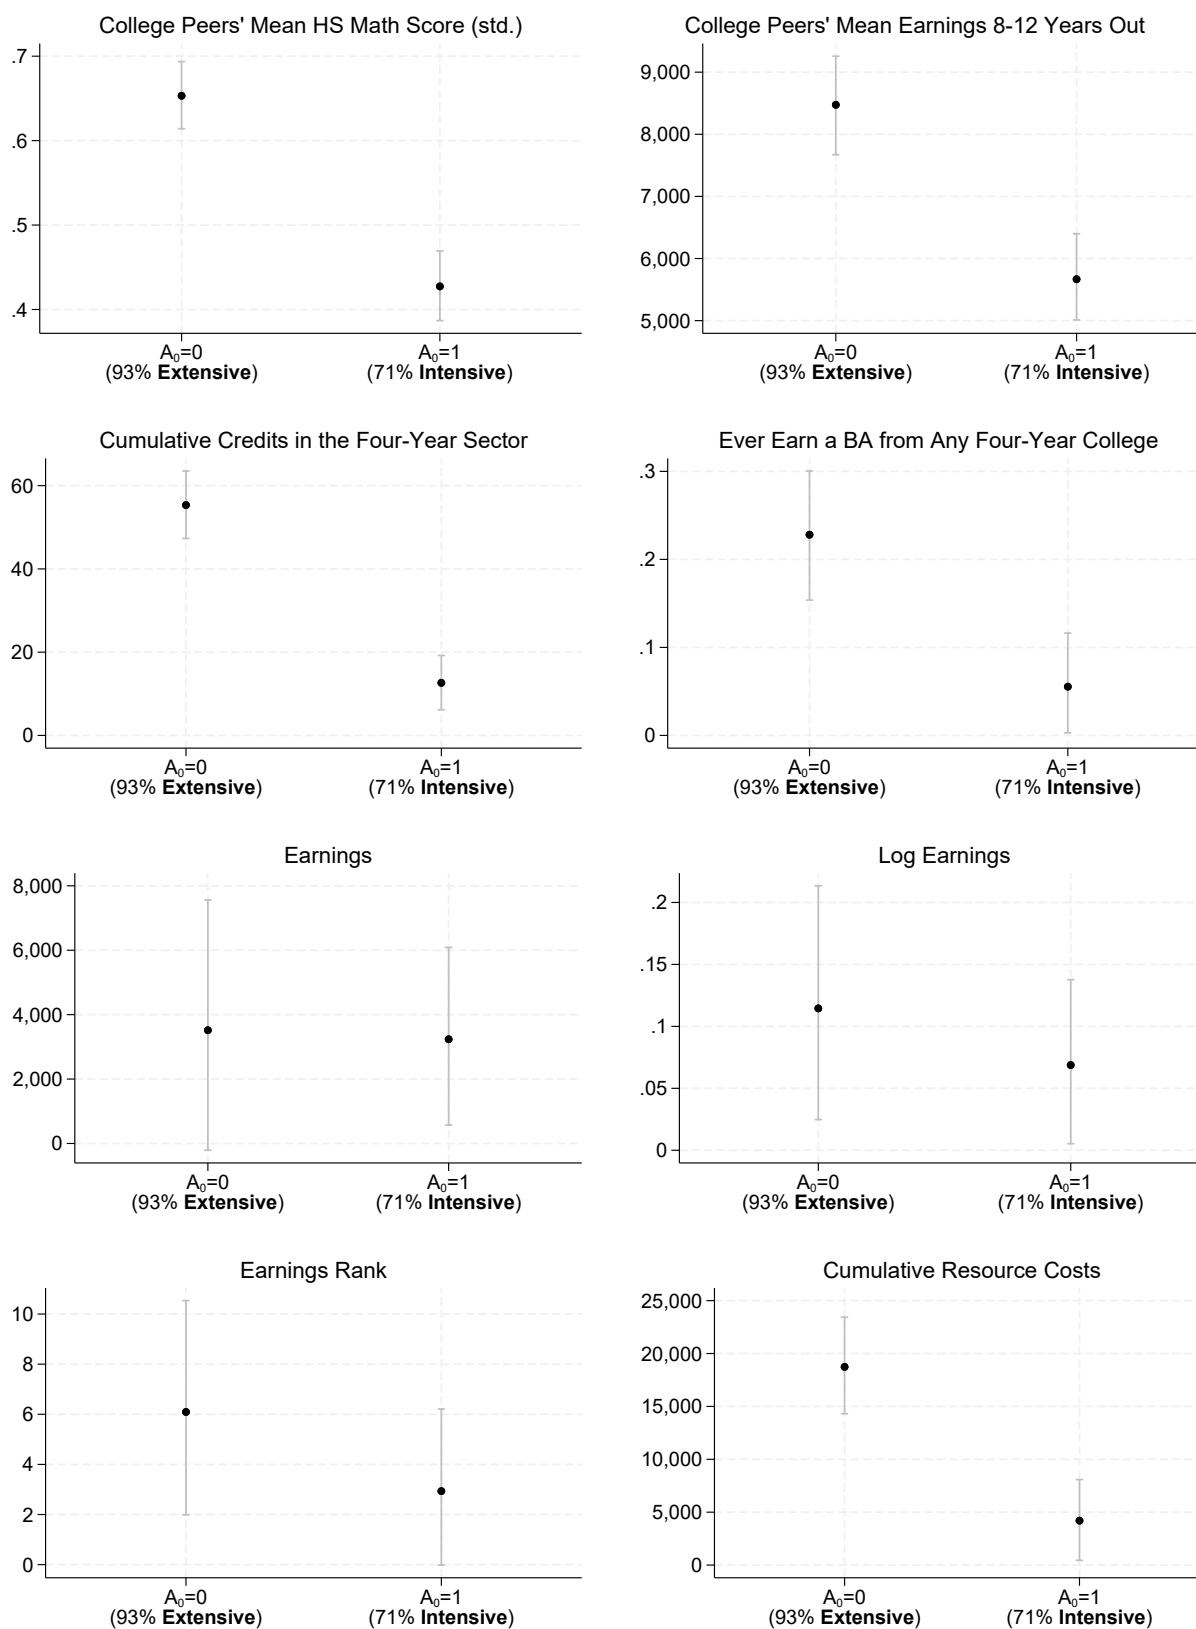 College Peers' Mean HS Math Score (std.)
.7
.6
.5
.4
A₀=0
(93% Extensive)
A₀=1
(71% Intensive)
College Peers' Mean Earnings 8-12 Years Out
9,000
8,000
7,000
6,000
5,000
A₀=0
(93% Extensive)
A₀=1
(71% Intensive)
Cumulative Credits in the Four-Year Sector
60
40
20
0
A₀=0
(93% Extensive)
A₀=1
(71% Intensive)
Ever Earn a BA from Any Four-Year College
.3
.2
.1
0
A₀=0
(93% Extensive)
A₀=1
(71% Intensive)
Earnings
8,000
6,000
4,000
2,000
0
A₀=0
(93% Extensive)
A₀=1
(71% Intensive)
Log Earnings
.2
.15
.1
.05
0
A₀=0
(93% Extensive)
A₀=1
(71% Intensive)
Earnings Rank
10
8
6
4
2
0
A₀=0
(93% Extensive)
A₀=1
(71% Intensive)
Cumulative Resource Costs
25,000
20,000
15,000
10,000
5,000
0
A₀=0
(93% Extensive)
A₀=1
(71% Intensive)